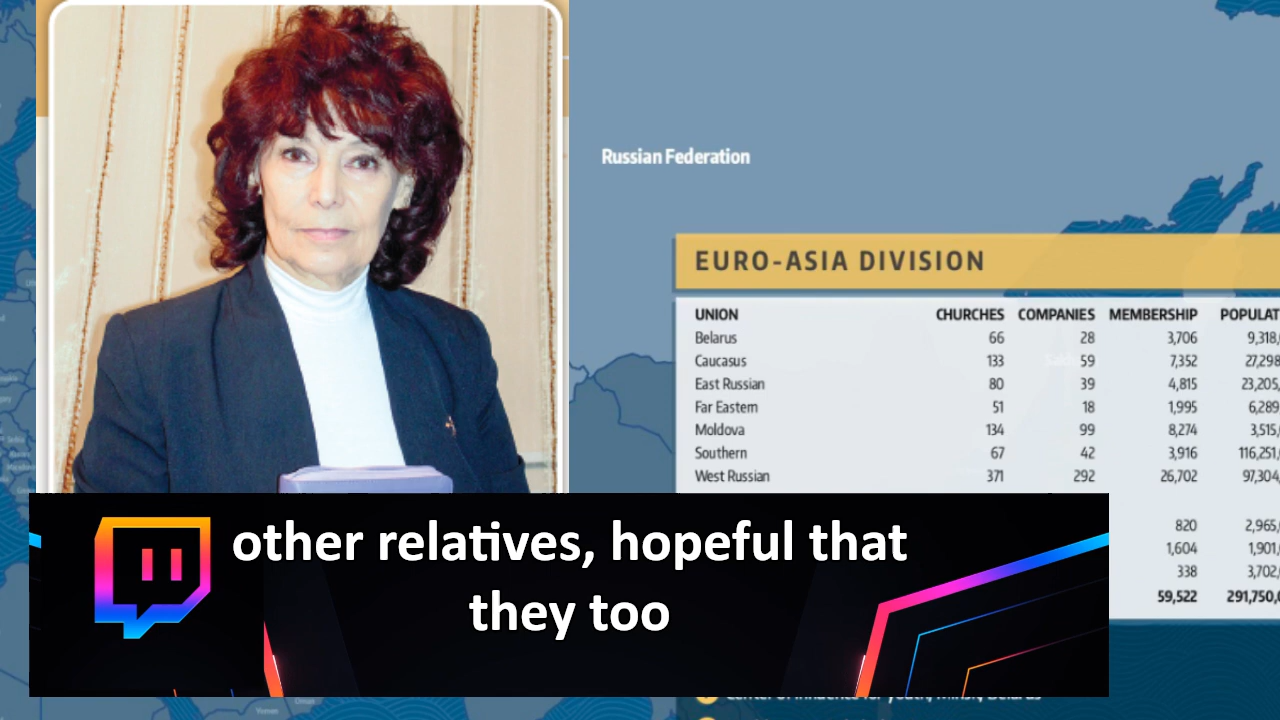 Russian Federation
EURO-ASIA DIVISION
UNION CHURCHES COMPANIES MEMBERSHIP
Belarus 66 28 3,706
Caucasus 133 59 7,352
East Russian 80 39 4,815
Far Eastern 51 18 1,995
Moldova 134 99 8,274
Southern 67 42 3,916
West Russian 371 292 26,702
820
1,604
338
59,522
other relatives, hopeful that
they too